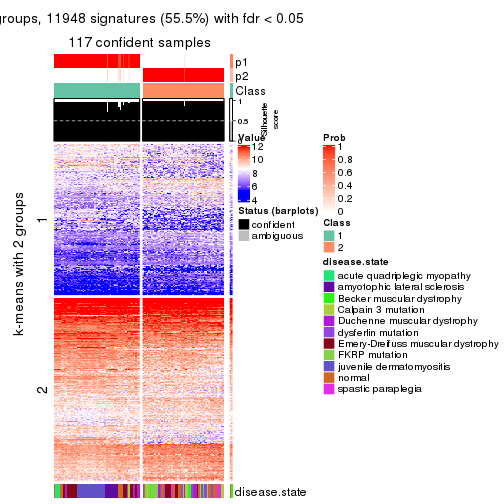 groups, 11948 signatures (55.5%) with fdr < 0.05
117 confident samples
p1
p2
Class
1
0.5
0
Silhouette
score
k-means with 2 groups
1
2
Value
12
10
8
6
4
Status (barplots)
confident
ambiguous
Prob
1
0.8
0.6
0.4
0.2
0
Class
1
2
disease.state
acute quadriplegic myopathy
amyotophic lateral sclerosis
Becker muscular dystrophy
Calpain 3 mutation
Duchenne muscular dystrophy
dysferlin mutation
Emery-Dreifuss muscular dystrophy
FKRP mutation
juvenile dermatomyositis
normal
spastic paraplegia
disease.state